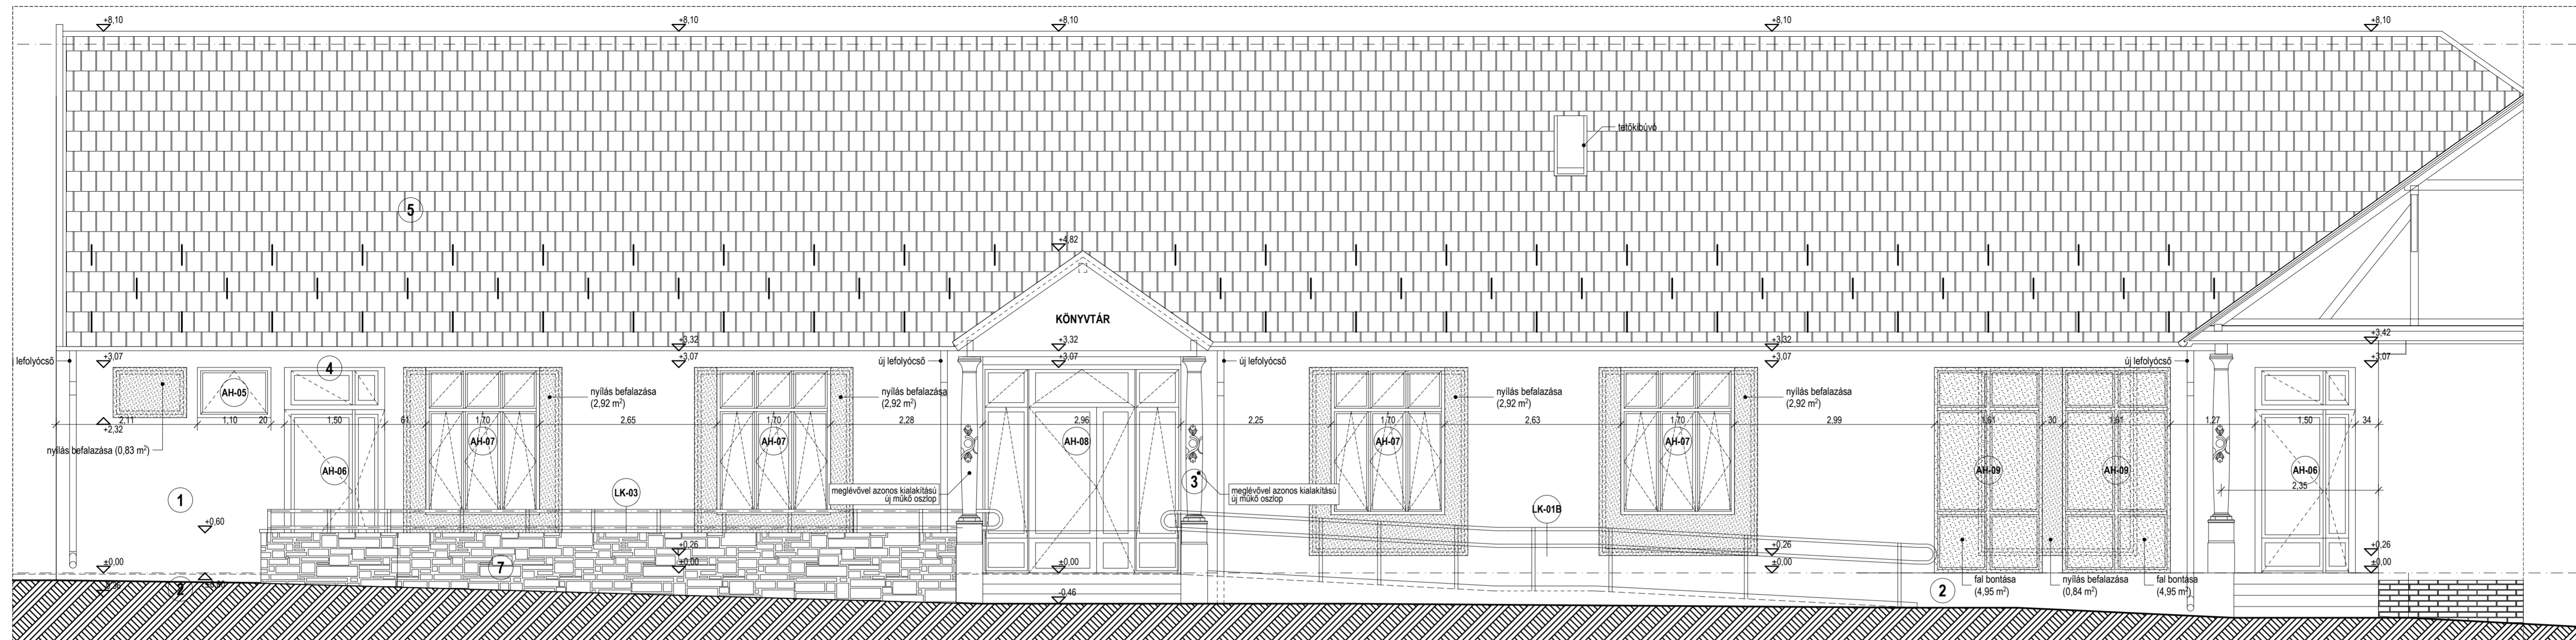 +8,10
+8,10
+8,10
+8,10
+8,10
tetőkibúvó
5
+4,82
KÖNYVTÁR
+3,32
+3,32
+3,32
+3,42
+3,07
+3,07
+3,07
+3,07
+3,07
lefolyócső
új lefolyócső
új lefolyócső
új lefolyócső
4
AH-05
nyílás befalazása
(2,92 m²)
nyílás befalazása
(2,92 m²)
nyílás befalazása
(2,92 m²)
nyílás befalazása
(2,92 m²)
2,11
1,10
20
1,50
61
1,70
2,65
1,70
2,28
2,96
2,25
1,70
2,63
1,70
2,99
1,61
30
1,61
1,27
1,50
34
+2,32
nyílás befalazása (0,83 m²)
AH-07
AH-07
AH-08
AH-07
AH-07
AH-06
AH-09
AH-09
AH-06
2,35
1
LK-03
meglévővel azonos kialakítású
új műkő oszlop
3
meglévővel azonos kialakítású
új műkő oszlop
LK-01B
+0,60
+0,26
+0,26
+0,26
±0,00
±0,00
±0,00
±0,00
±0,00
7
2
-0,46
2
fal bontása
(4,95 m²)
nyílás befalazása
(0,84 m²)
fal bontása
(4,95 m²)